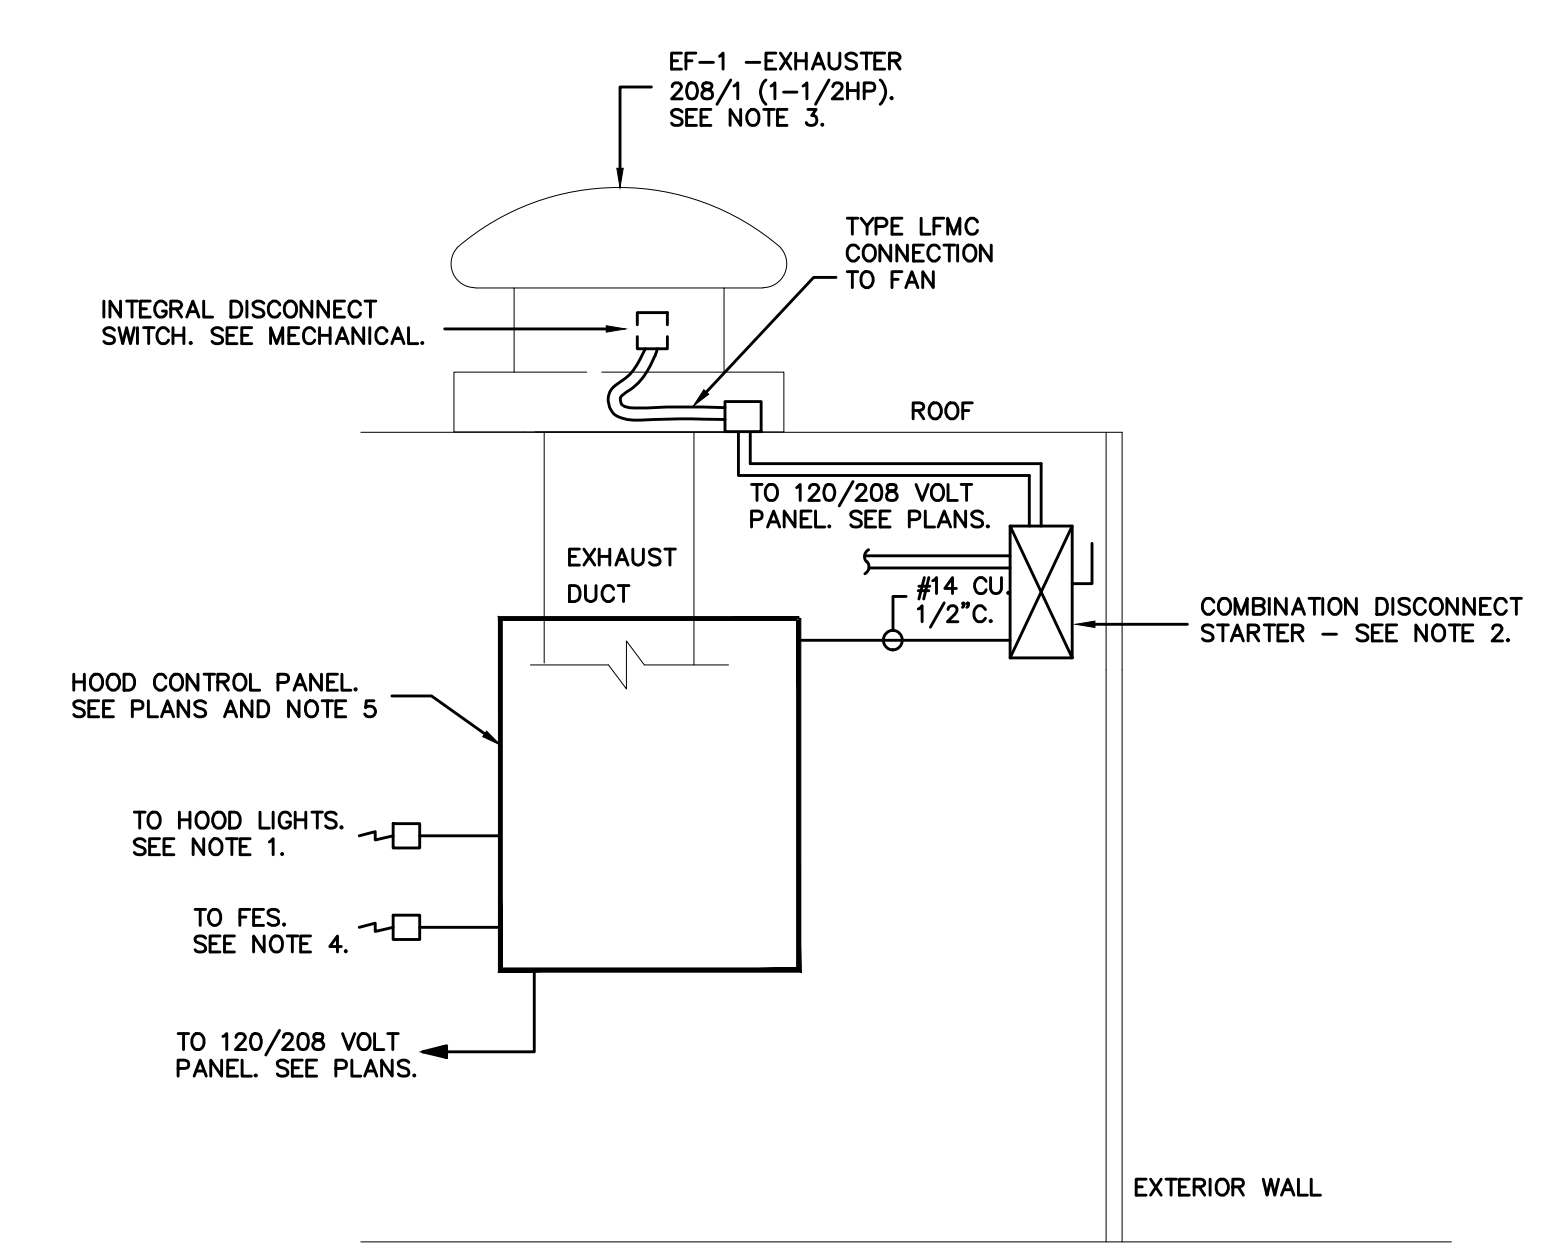 EF-1 -EXHAUSTER
208/1 (1-1/2HP).
SEE NOTE 3.
TYPE LFMC
CONNECTION
TO FAN
INTEGRAL DISCONNECT
SWITCH. SEE MECHANICAL.
ROOF
TO 120/208 VOLT
PANEL. SEE PLANS.
EXHAUST
DUCT
#14 CU.
1/2"C.
COMBINATION DISCONNECT
STARTER - SEE NOTE 2.
HOOD CONTROL PANEL.
SEE PLANS AND NOTE 5
TO HOOD LIGHTS.
SEE NOTE 1.
TO FES.
SEE NOTE 4.
TO 120/208 VOLT
PANEL. SEE PLANS.
EXTERIOR WALL